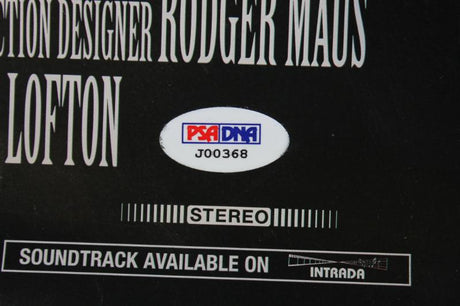 CTION DESIGNER RODGER MAUS
LOFTON
PSA DNA
J00368
STEREO
SOUNDTRACK AVAILABLE ON INTRADA